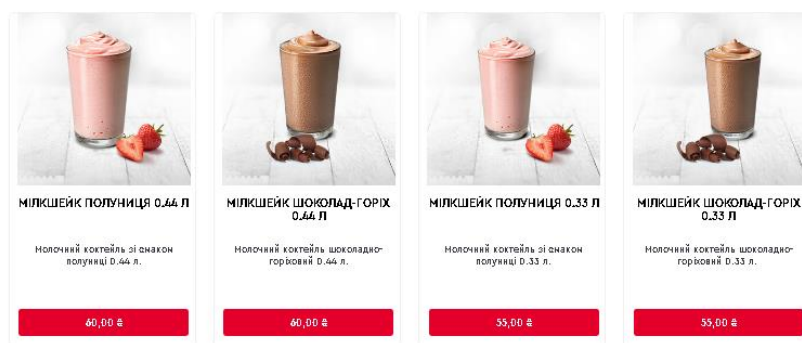 МІЛКШЕЙК ПОЛУНИЦЯ 0.44 Л
Молочний коктейль зі смаком
полуниці 0.44 л.
60,00 ₴
МІЛКШЕЙК ШОКОЛАД-ГОРІХ
0.44 Л
Молочний коктейль шоколадно-
горіховий 0.44 л.
60,00 ₴
МІЛКШЕЙК ПОЛУНИЦЯ 0.33 Л
Молочний коктейль зі смаком
полуниці 0.33 л.
55,00 ₴
МІЛКШЕЙК ШОКОЛАД-ГОРІХ
0.33 Л
Молочний коктейль шоколадно-
горіховий 0.33 л.
55,00 ₴